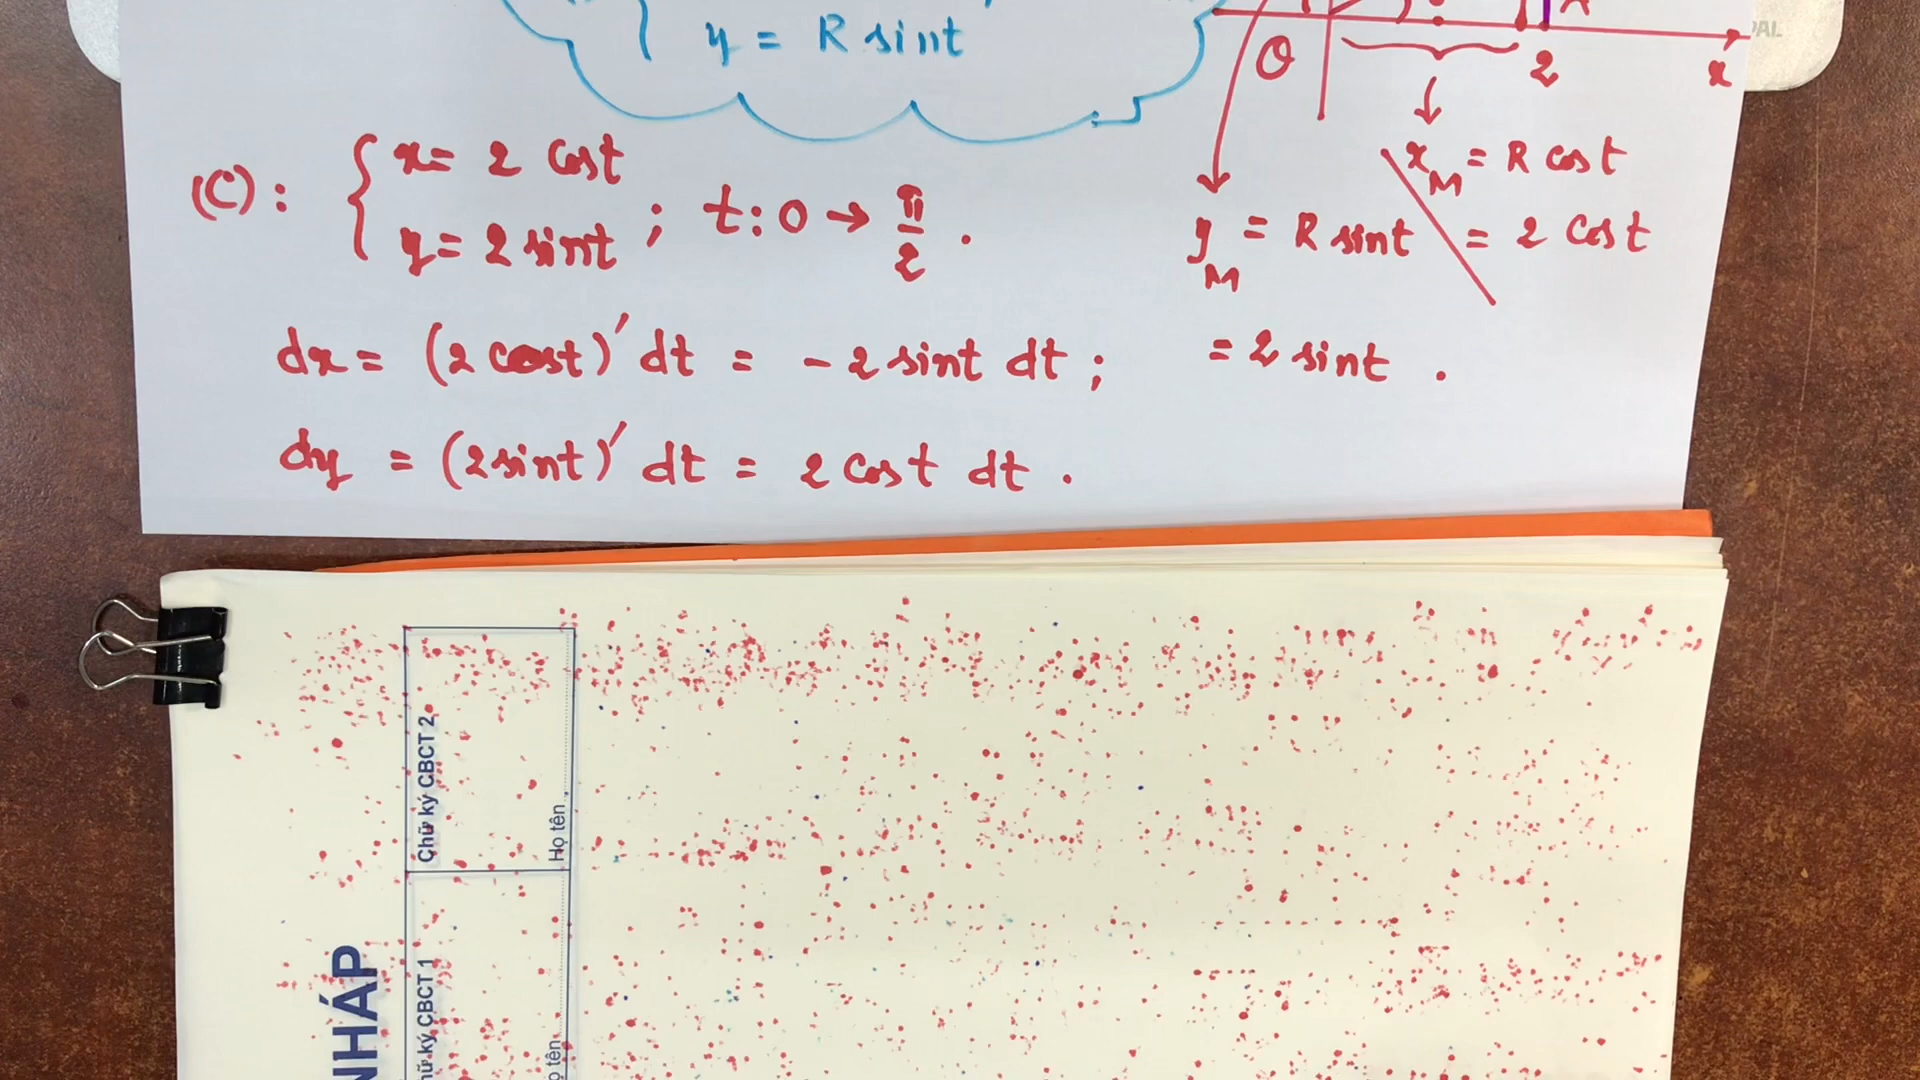 y = R sint
O
2
x
(C): { x = 2 cost
y = 2 sint ; t: 0 → π/2 .
x_M = R cost
= 2 cost
y_M = R sint
= 2 sint .
dx = (2 cost)' dt = - 2 sint dt ;
dy = (2 sint)' dt = 2 cost dt .
Chữ ký CBCT 2
Họ tên
NHÁP
CBCT 1